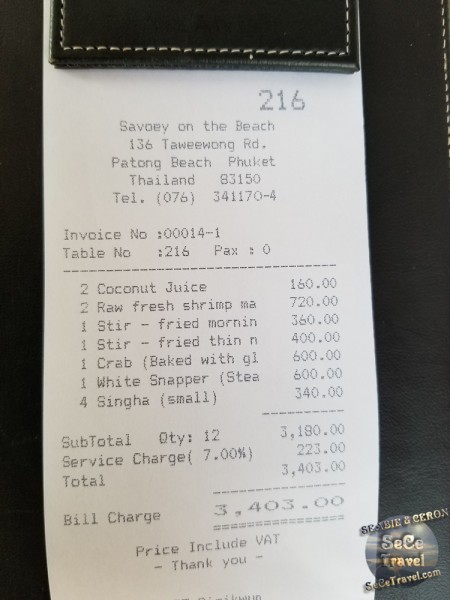 216
Savoey on the Beach
136 Taweewong Rd.
Patong Beach Phuket
Thailand 83150
Tel. (076) 341170-4
Invoice No :00014-1
Table No :216 Pax : 0
2 Coconut Juice 160.00
2 Raw fresh shrimp ma 720.00
1 Stir - fried mornin 360.00
1 Stir - fried thin n 400.00
1 Crab (Baked with gl 600.00
1 White Snapper (Stea 600.00
4 Singha (small) 340.00
SubTotal Qty: 12 3,180.00
Service Charge( 7.00%) 223.00
Total 3,403.00
Bill Charge 3,403.00
Price Include VAT
- Thank you -
SEABIE & CERON
SeCe
Travel
SeCeTravel.com